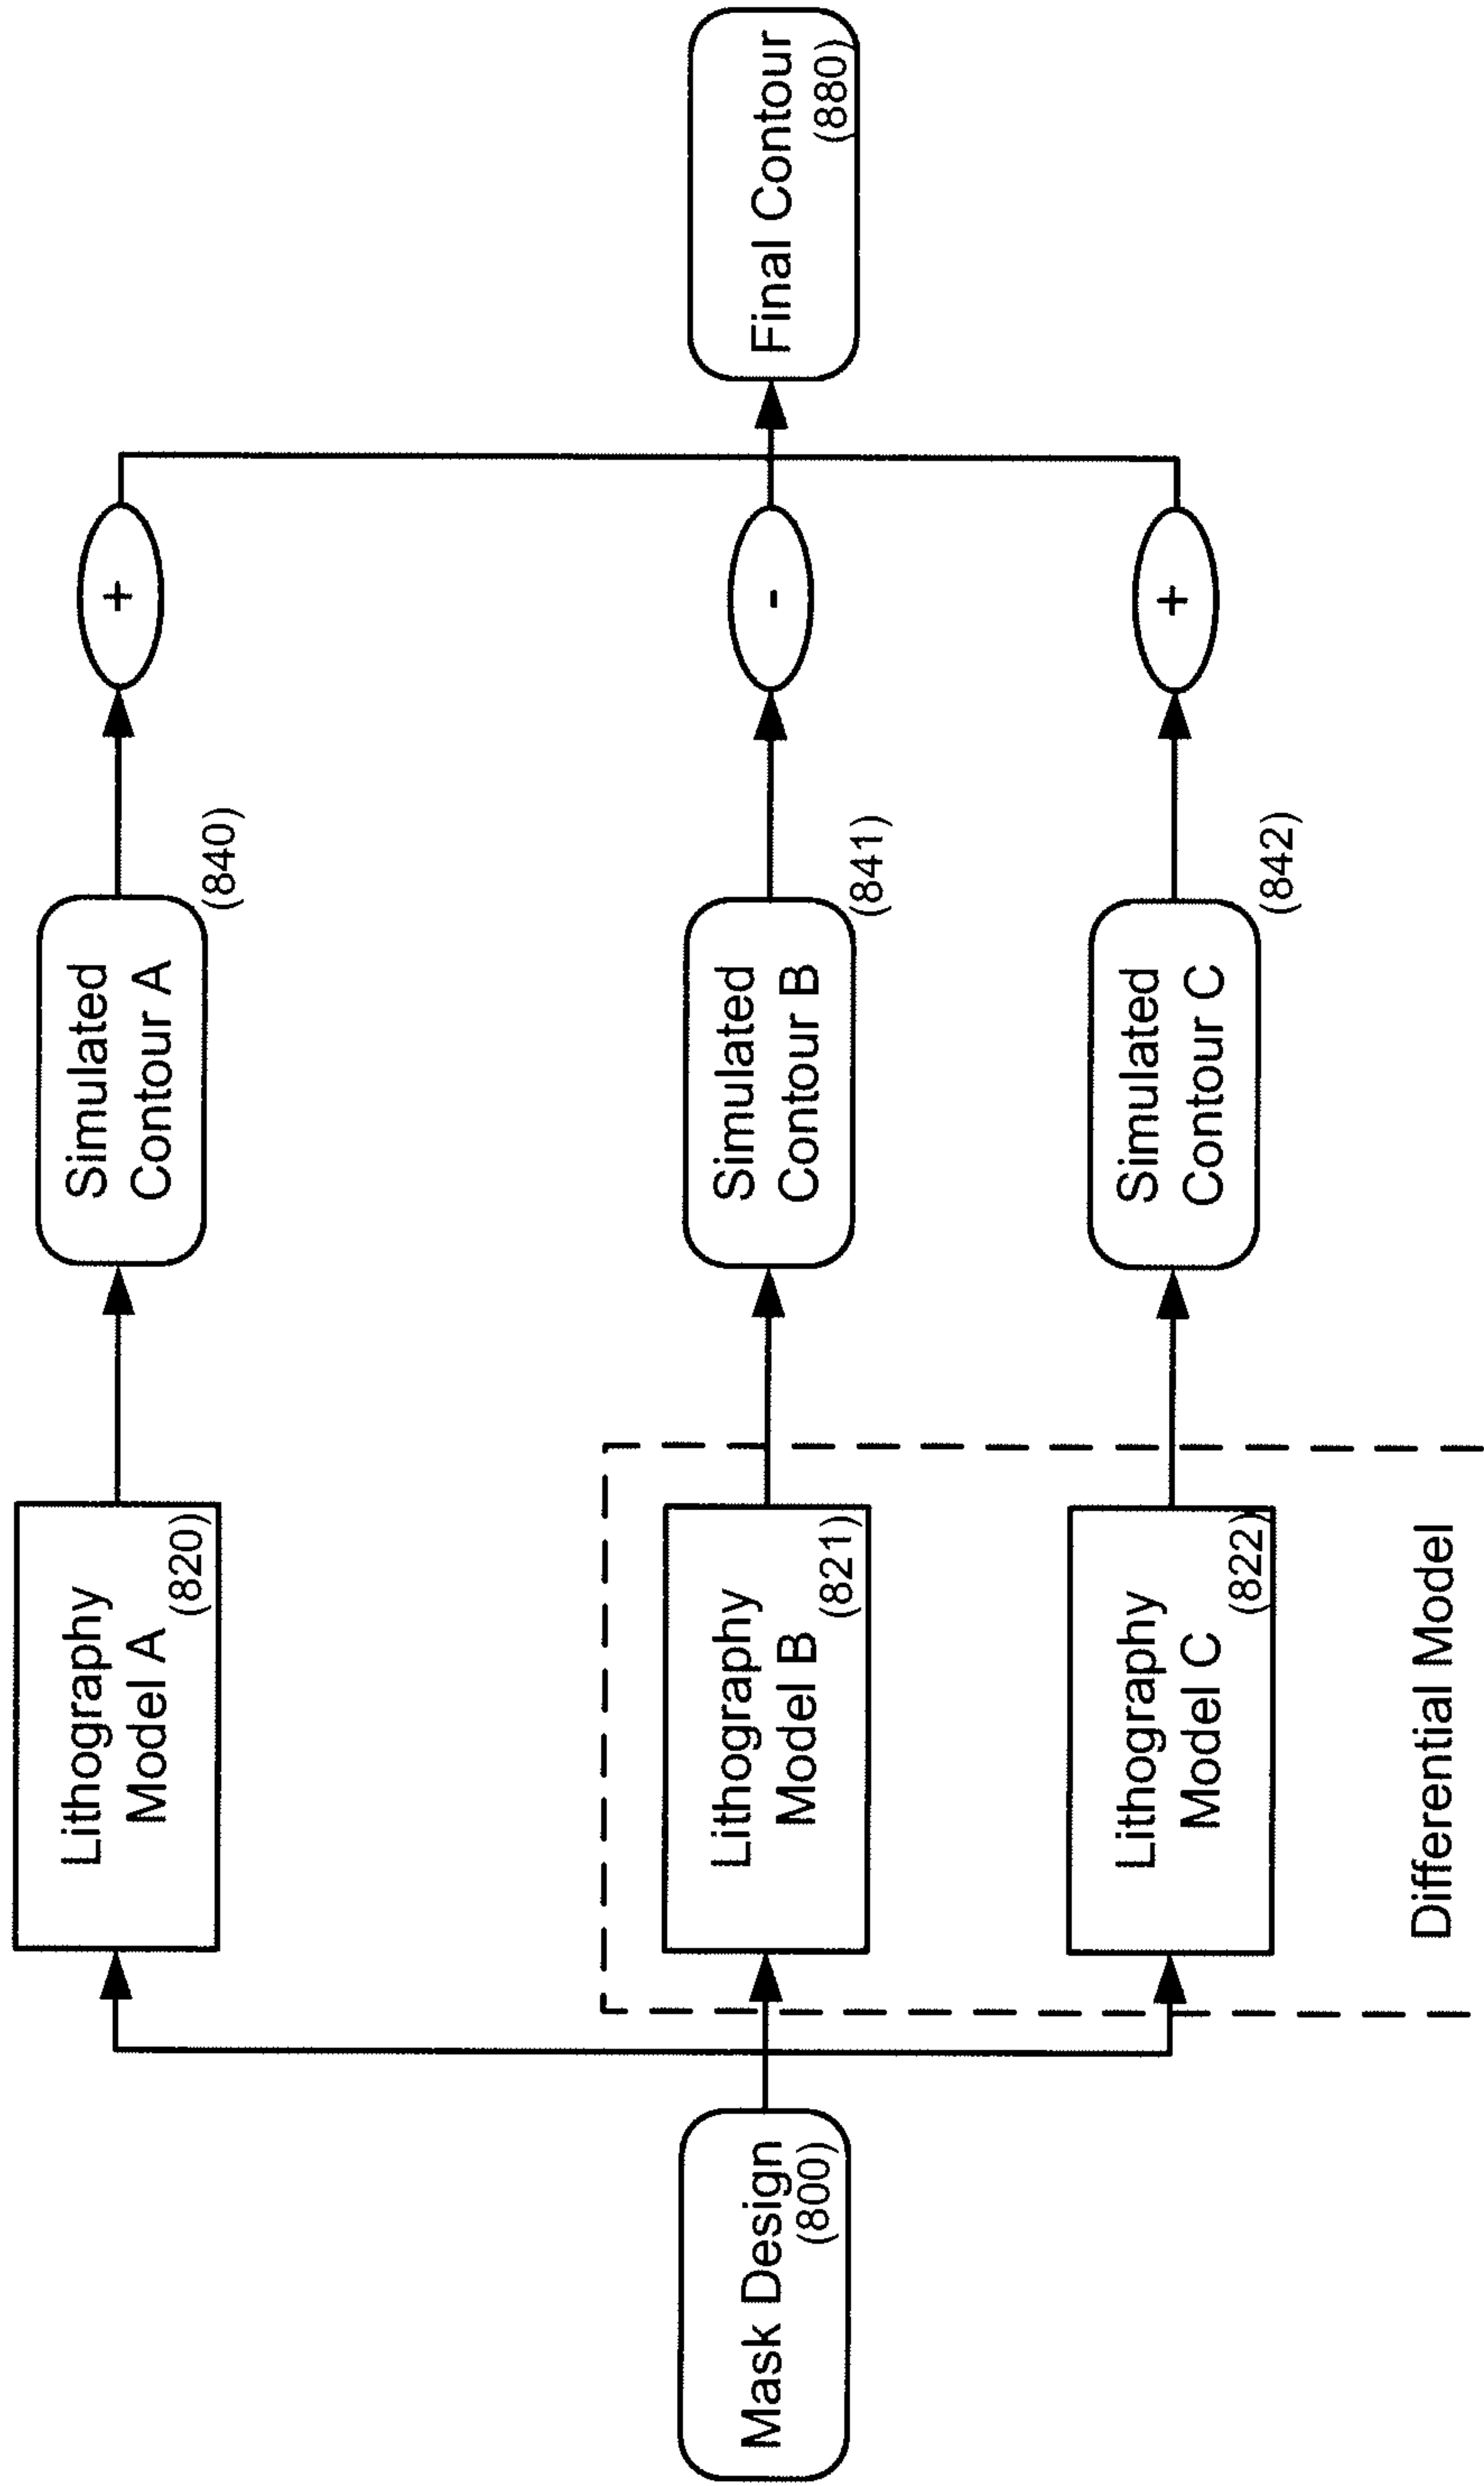 Mask Design
(800)
Lithography
Model A
(820)
Lithography
Model B
(821)
Lithography
Model C
(822)
Differential Model
Simulated
Contour A
(840)
Simulated
Contour B
(841)
Simulated
Contour C
(842)
+
-
+
Final Contour
(880)